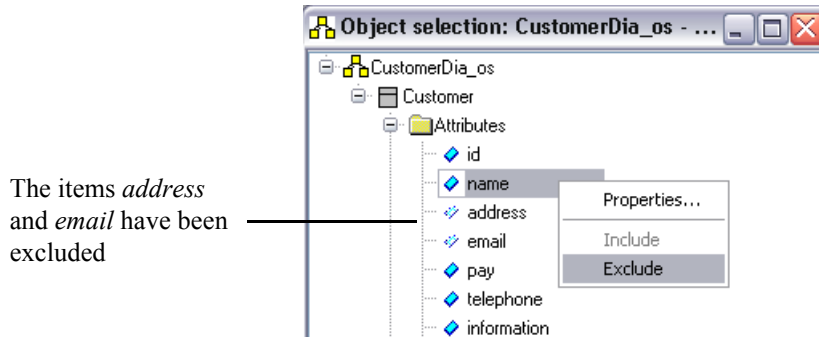 Object selection: CustomerDia_os - ...
CustomerDia_os
Customer
Attributes
id
name
address
email
pay
telephone
information
Properties...
Include
Exclude
The items address
and email have been
excluded